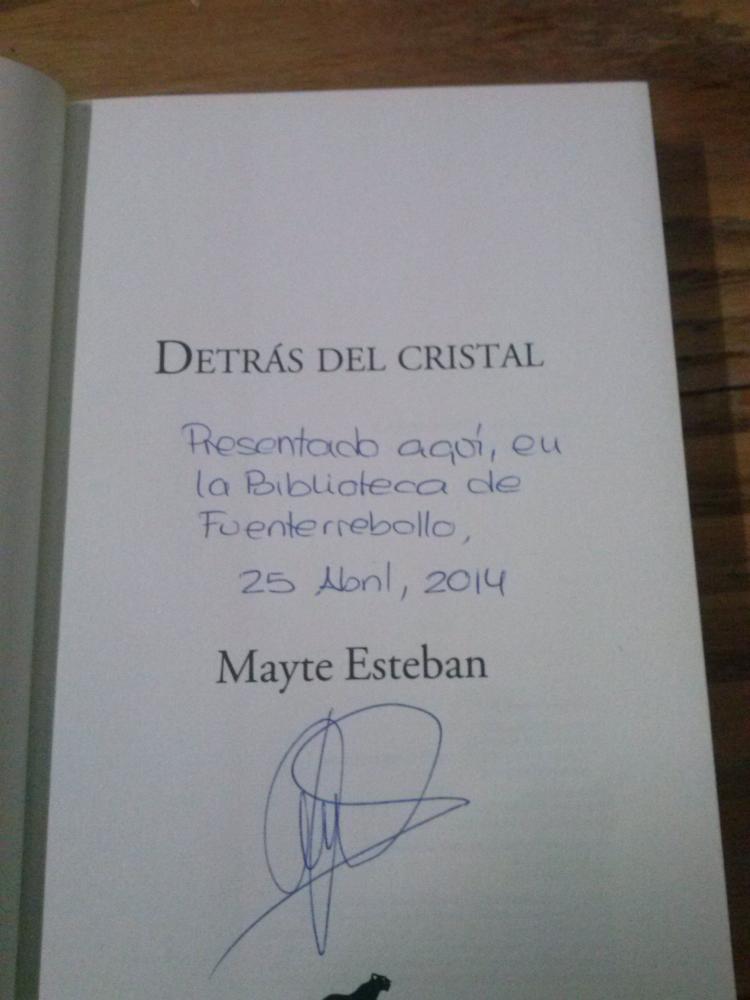 DETRÁS DEL CRISTAL
Presentado aquí, en
la Biblioteca de
Fuenterrebollo,
25 Abril, 2014
Mayte Esteban